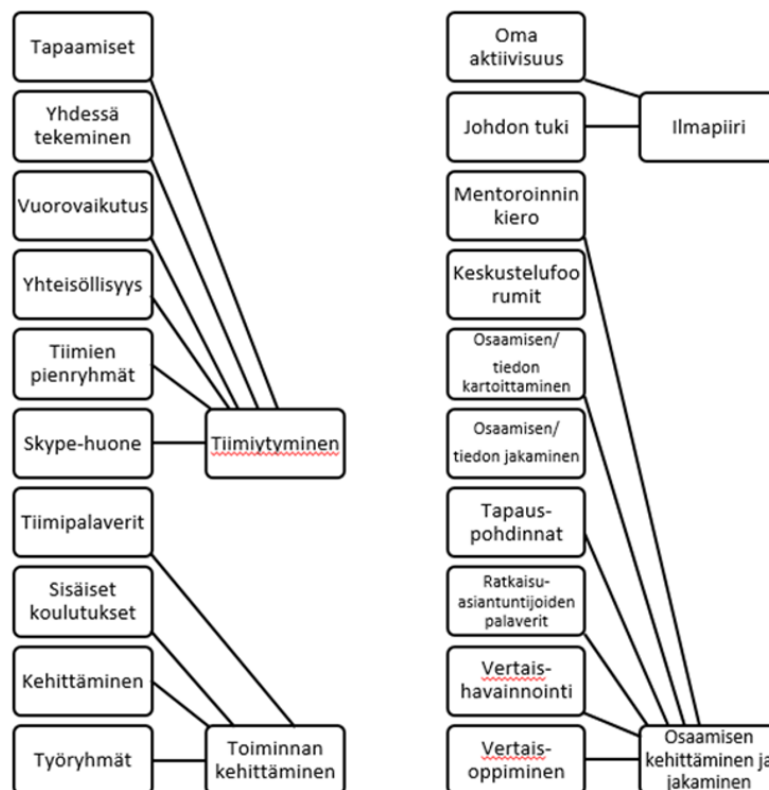 Tapaamiset
Yhdessä
tekeminen
Vuorovaikutus
Yhteisöllisyys
Tiimien
pienryhmät
Skype-huone
Tiimiytyminen
Tiimipalaverit
Sisäiset
koulutukset
Kehittäminen
Työryhmät
Toiminnan
kehittäminen
Oma
aktiivisuus
Johdon tuki
Ilmapiiri
Mentoroinnin
kiero
Keskustelufoo
rumit
Osaamisen/
tiedon
kartoittaminen
Osaamisen/
tiedon jakaminen
Tapaus-
pohdinnat
Ratkaisu-
asiantuntijoiden
palaverit
Vertais-
havainnointi
Vertais-
oppiminen
Osaamisen
kehittäminen ja
jakaminen